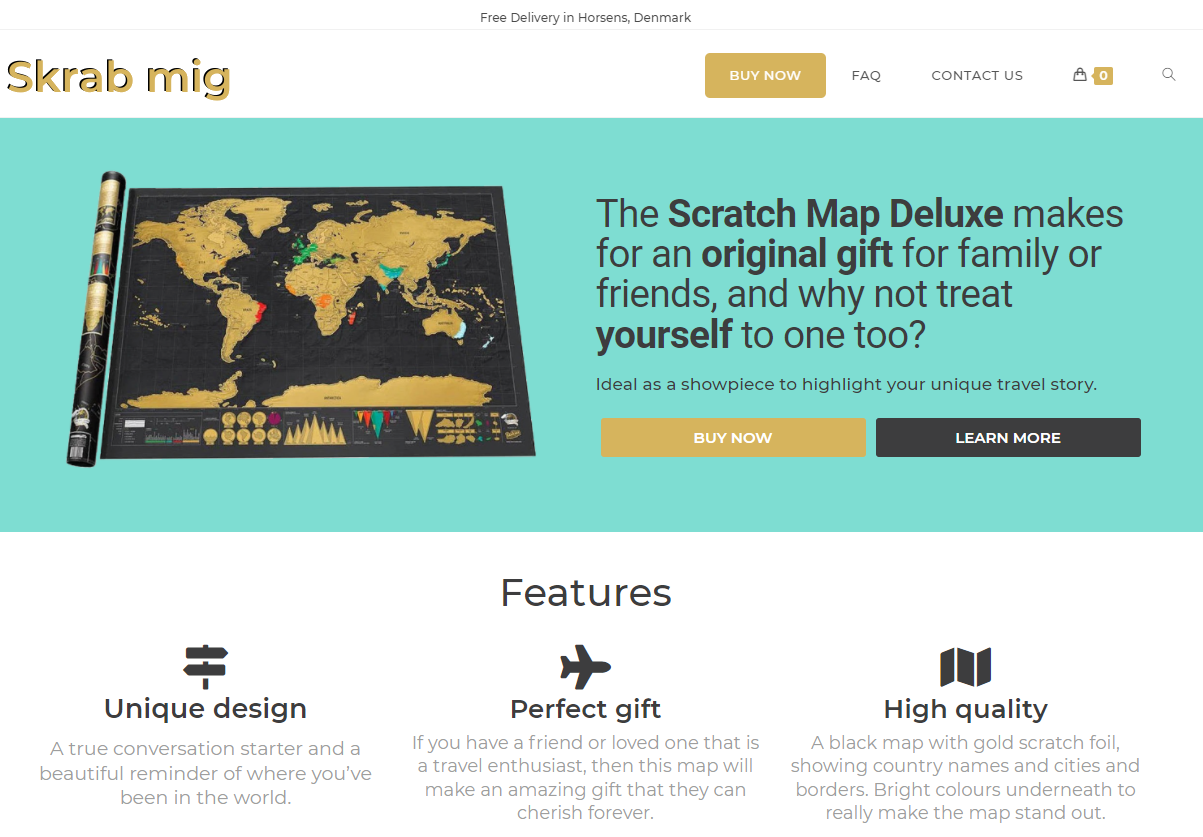 Free Delivery in Horsens, Denmark
Skrab mig
BUY NOW
FAQ
CONTACT US
0
The Scratch Map Deluxe makes
for an original gift for family or
friends, and why not treat
yourself to one too?
Ideal as a showpiece to highlight your unique travel story.
BUY NOW
LEARN MORE
Features
Unique design
Perfect gift
High quality
A true conversation starter and a
beautiful reminder of where you’ve
been in the world.
If you have a friend or loved one that is
a travel enthusiast, then this map will
make an amazing gift that they can
cherish forever.
A black map with gold scratch foil,
showing country names and cities and
borders. Bright colours underneath to
really make the map stand out.